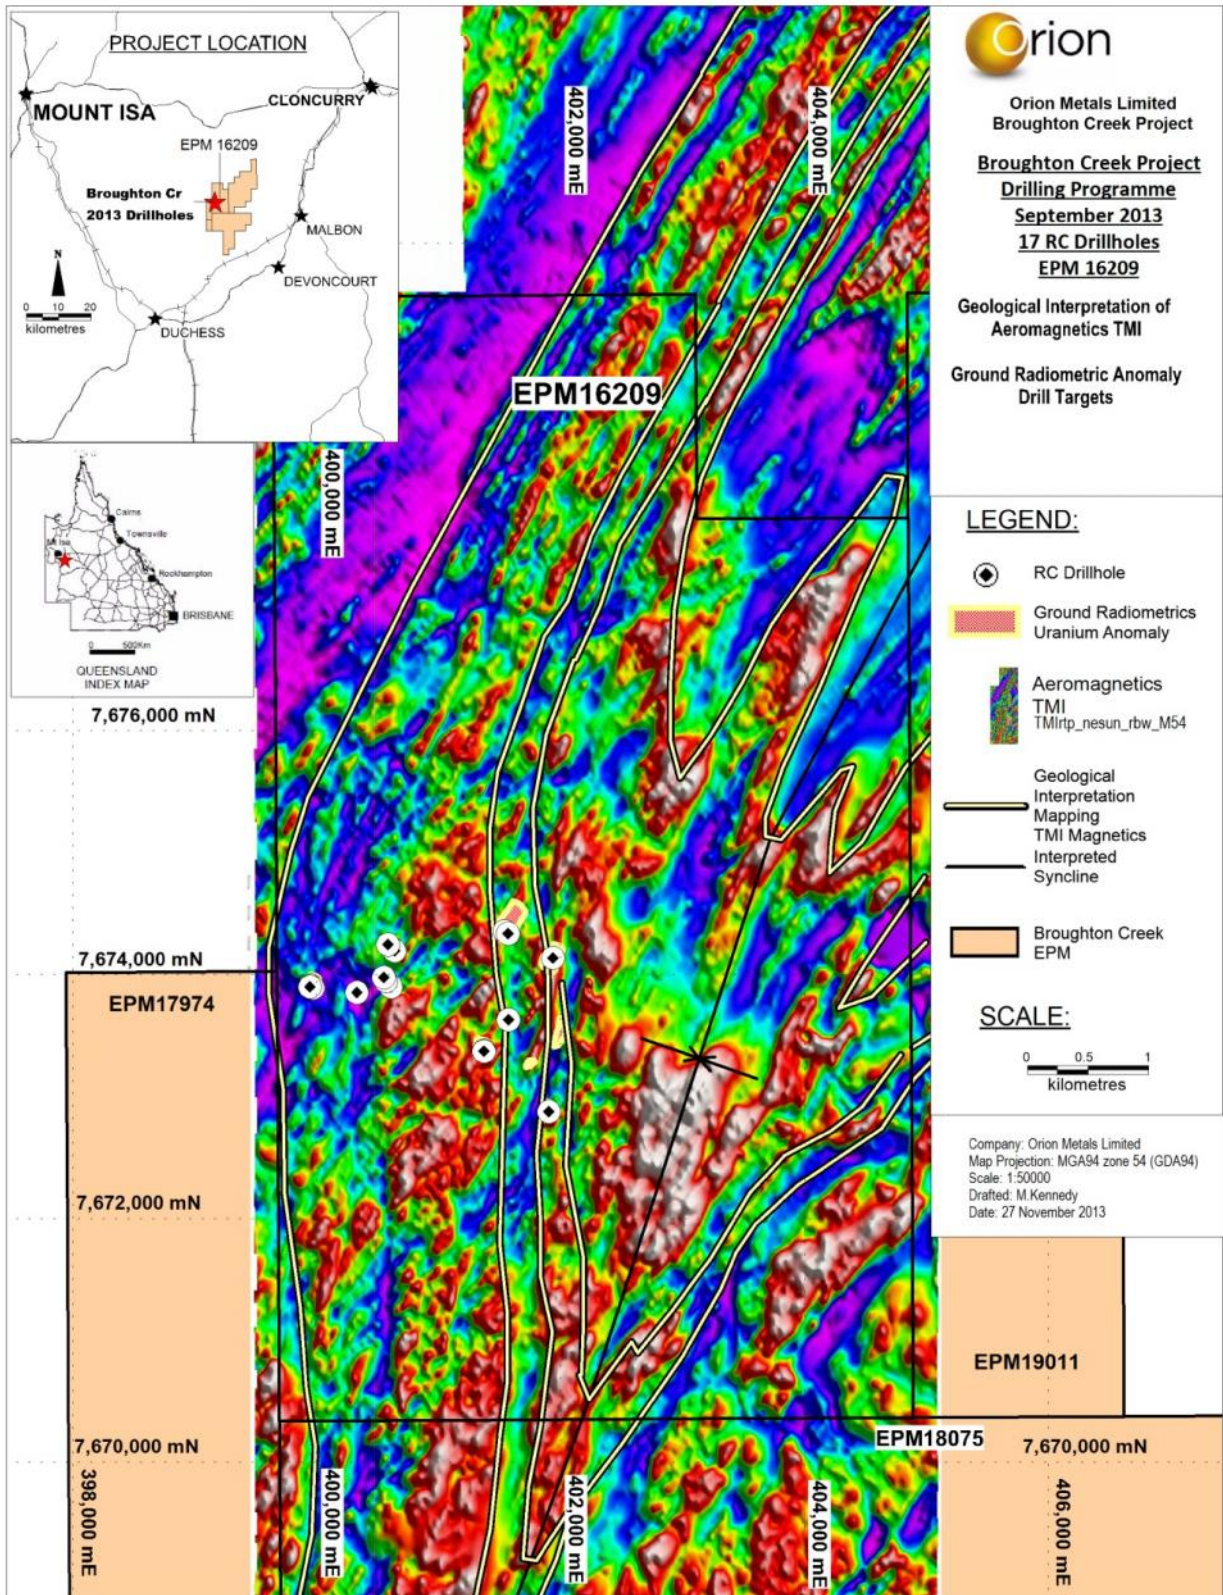 PROJECT LOCATION
MOUNT ISA
CLONCURRY
EPM 16209
Broughton Cr
2013 Drillholes
MALBON
N
DEVONCOURT
0 10 20
kilometres
DUCHESS
Cairns
Townsville
Mt Isa
Rockhampton
BRISBANE
0 500Km
QUEENSLAND
INDEX MAP
402,000 mE
404,000 mE
EPM16209
400,000 mE
7,676,000 mN
7,674,000 mN
EPM17974
7,672,000 mN
7,670,000 mN
398,000 mE
400,000 mE
402,000 mE
404,000 mE
EPM18075
7,670,000 mN
406,000 mE
EPM19011
Orion
Orion Metals Limited
Broughton Creek Project
Broughton Creek Project
Drilling Programme
September 2013
17 RC Drillholes
EPM 16209
Geological Interpretation of
Aeromagnetics TMI
Ground Radiometric Anomaly
Drill Targets
LEGEND:
RC Drillhole
Ground Radiometrics
Uranium Anomaly
Aeromagnetics
TMI
TMIrtp_nesun_rbw_M54
Geological
Interpretation
Mapping
TMI Magnetics
Interpreted
Syncline
Broughton Creek
EPM
SCALE:
0 0.5 1
kilometres
Company: Orion Metals Limited
Map Projection: MGA94 zone 54 (GDA94)
Scale: 1:50000
Drafted: M.Kennedy
Date: 27 November 2013